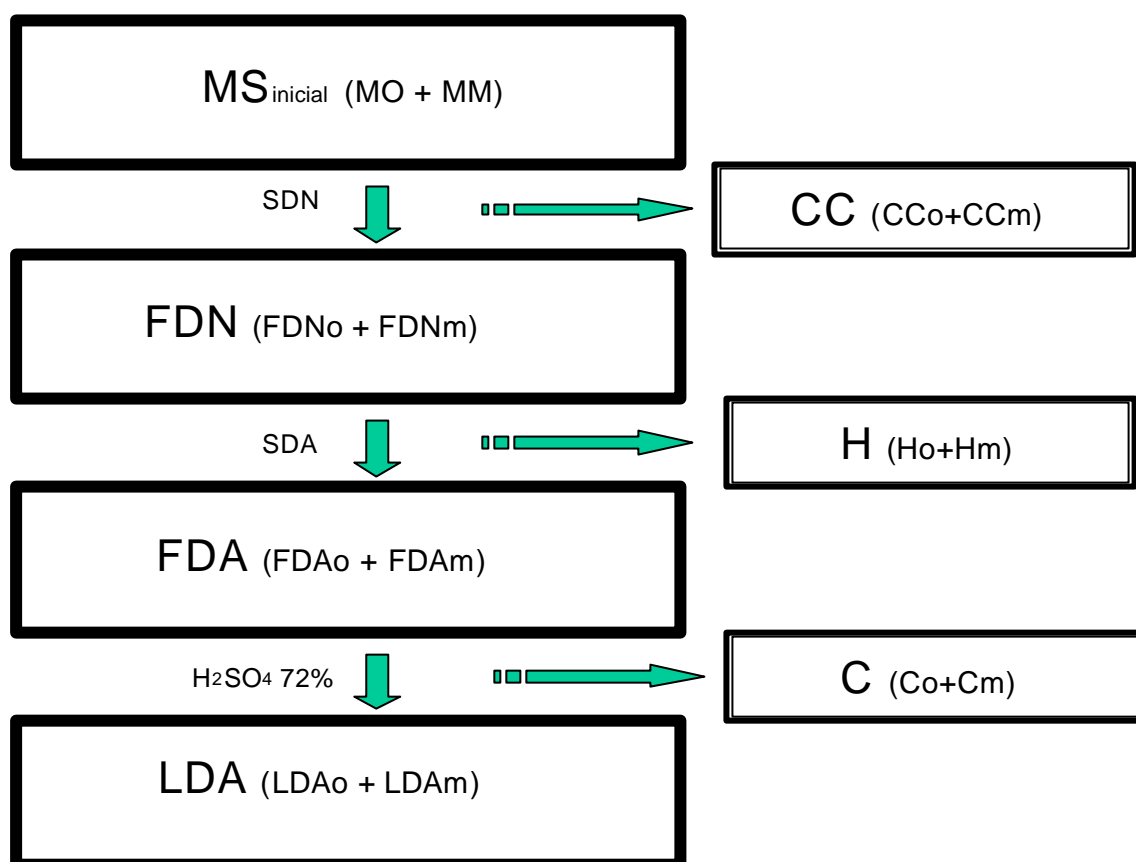 MSinicial (MO + MM)
SDN
CC (CCo+CCm)
FDN (FDNo + FDNm)
SDA
H (Ho+Hm)
FDA (FDAo + FDAm)
H2SO4 72%
C (Co+Cm)
LDA (LDAo + LDAm)